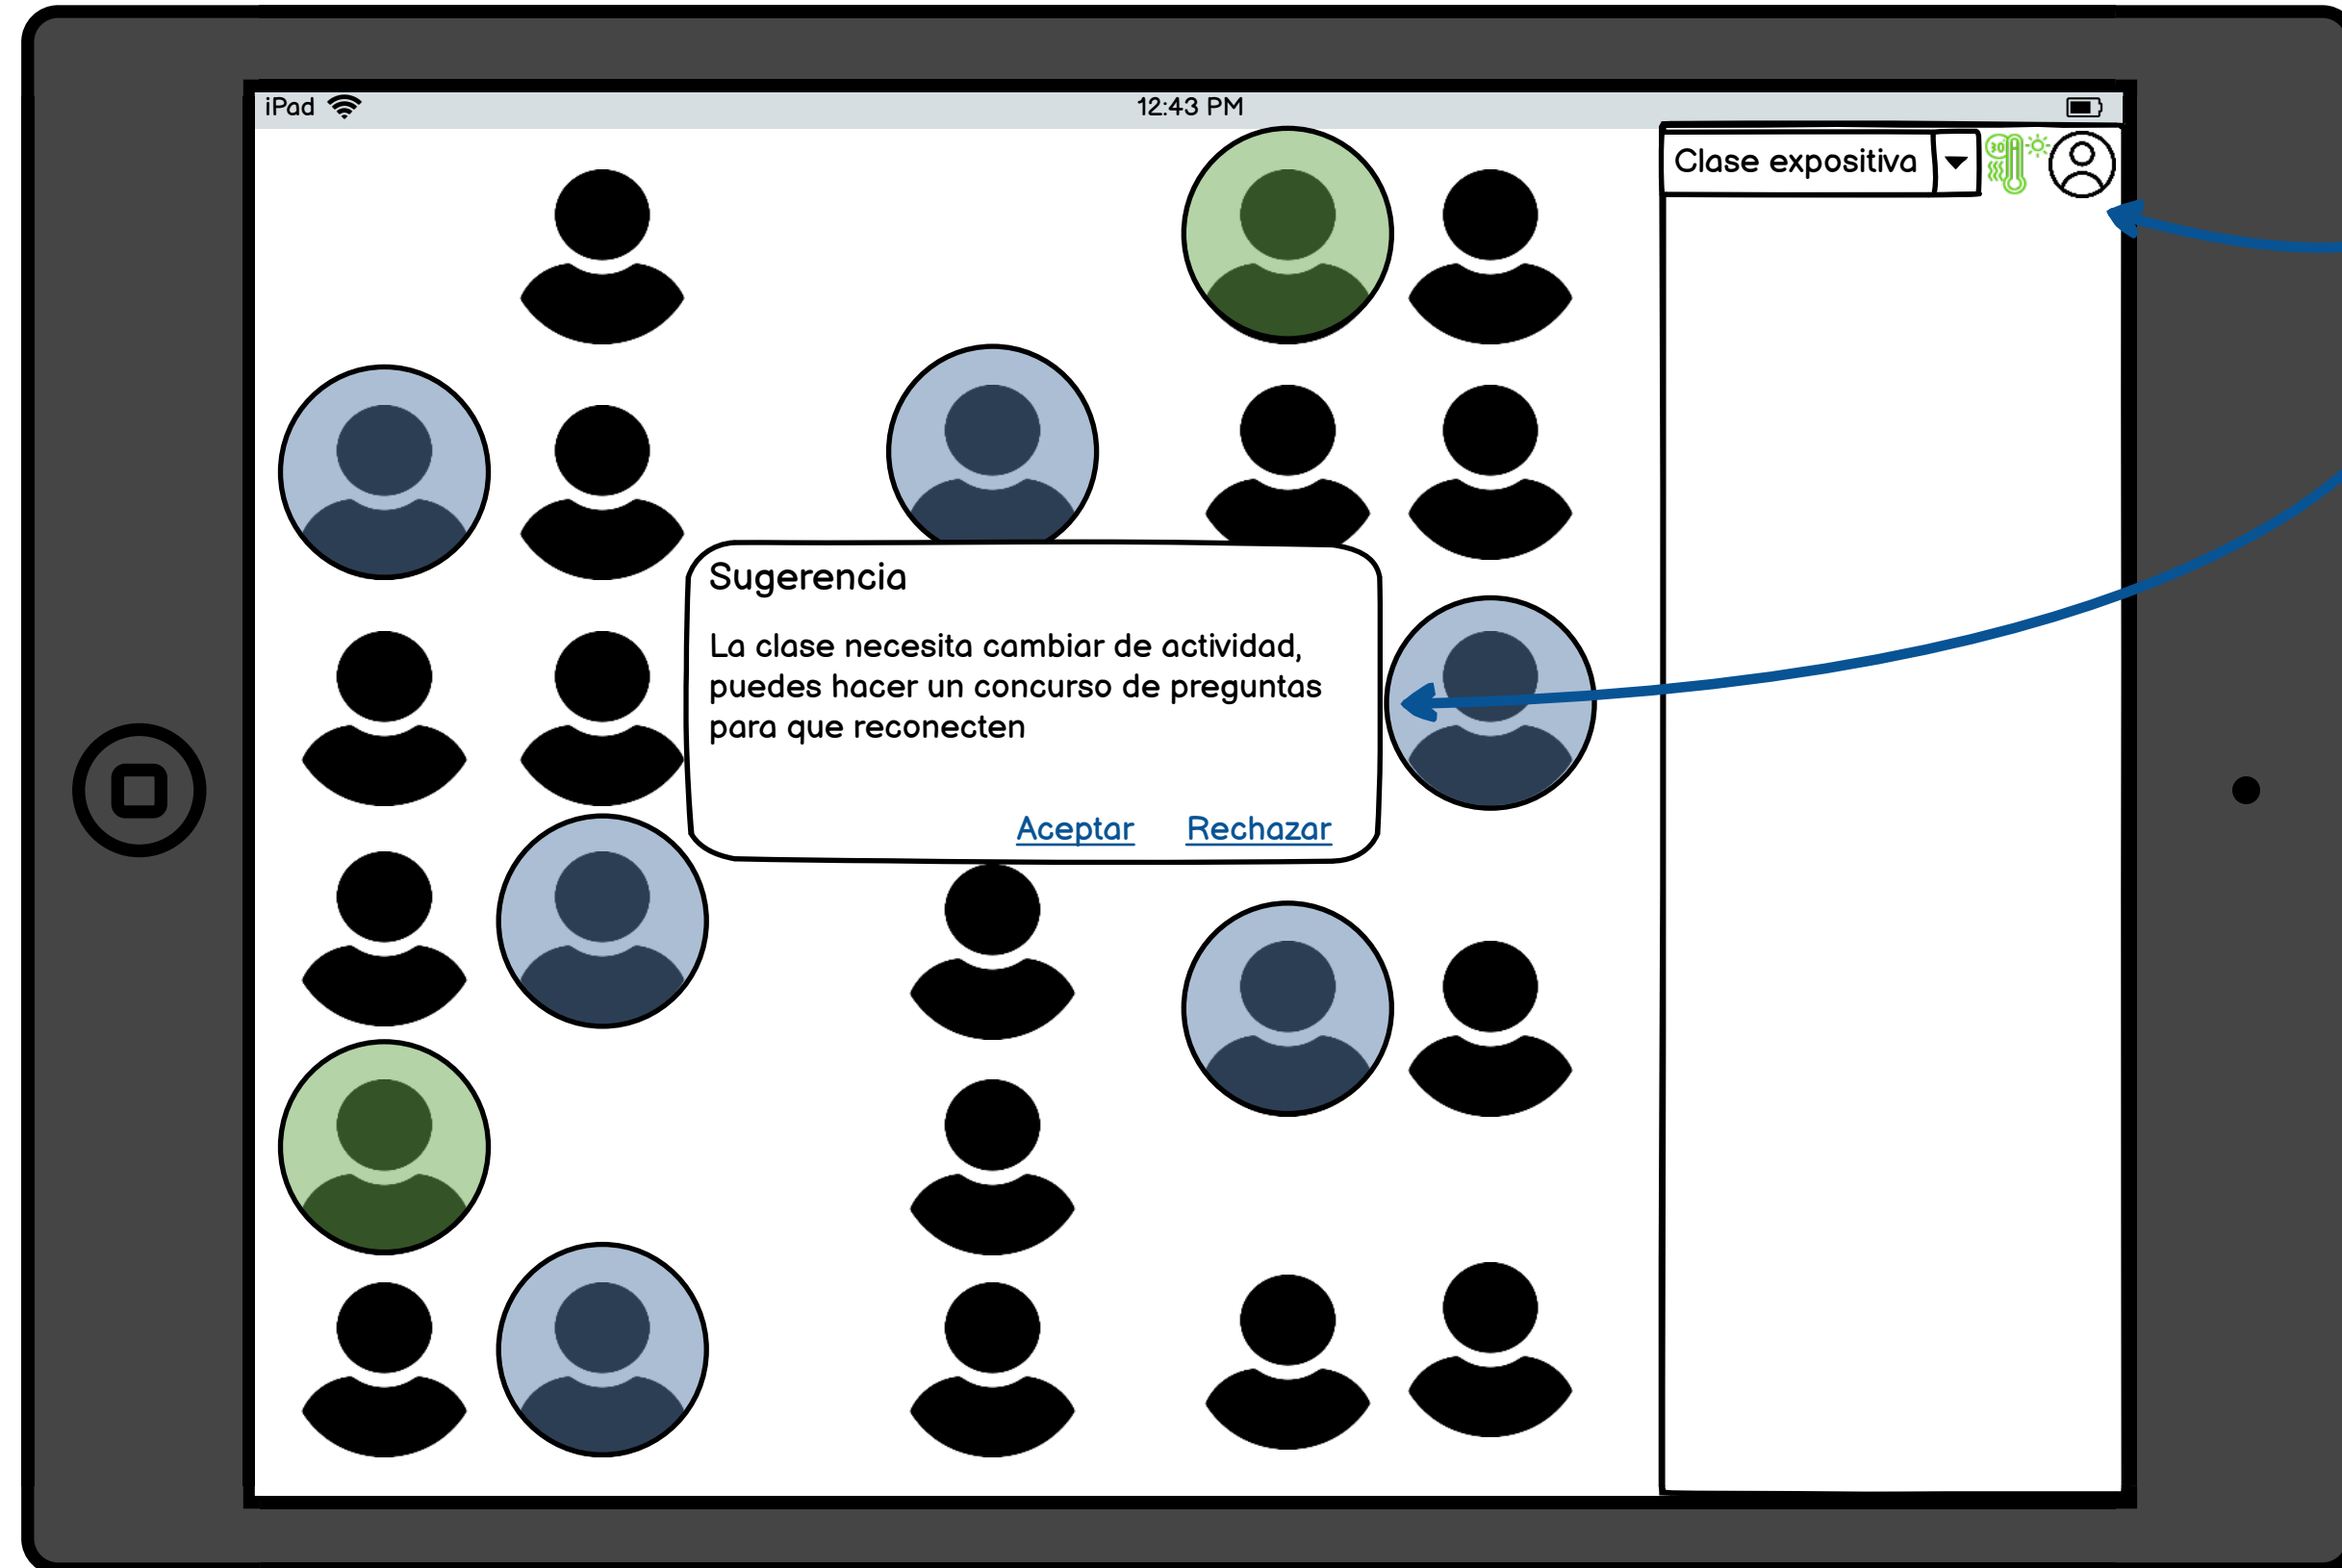 iPad
12:43 PM
Clase expositiva
30
Sugerencia
La clase necesita cambiar de actividad,
puedes hacer un concurso de preguntas
para que reconecten
Aceptar Rechazar